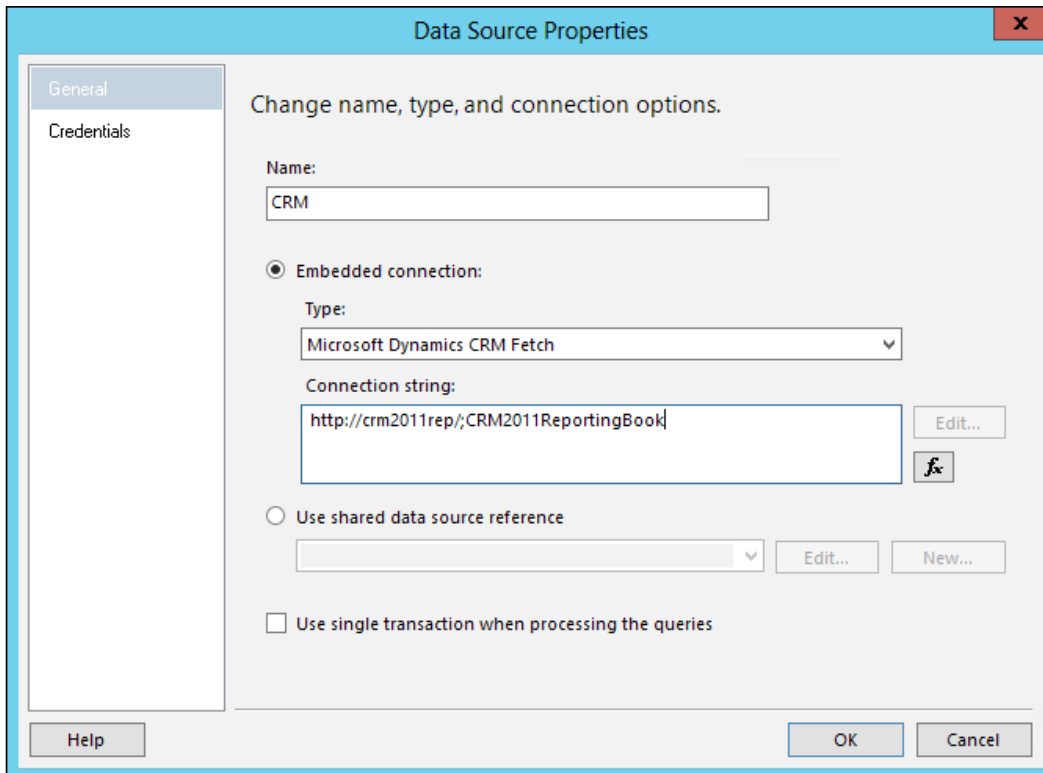 Data Source Properties
x
General
Credentials
Change name, type, and connection options.
Name:
CRM
Embedded connection:
Type:
Microsoft Dynamics CRM Fetch
Connection string:
http://crm2011rep/;CRM2011ReportingBook
Edit...
fx
Use shared data source reference
Edit...
New...
Use single transaction when processing the queries
Help
OK
Cancel